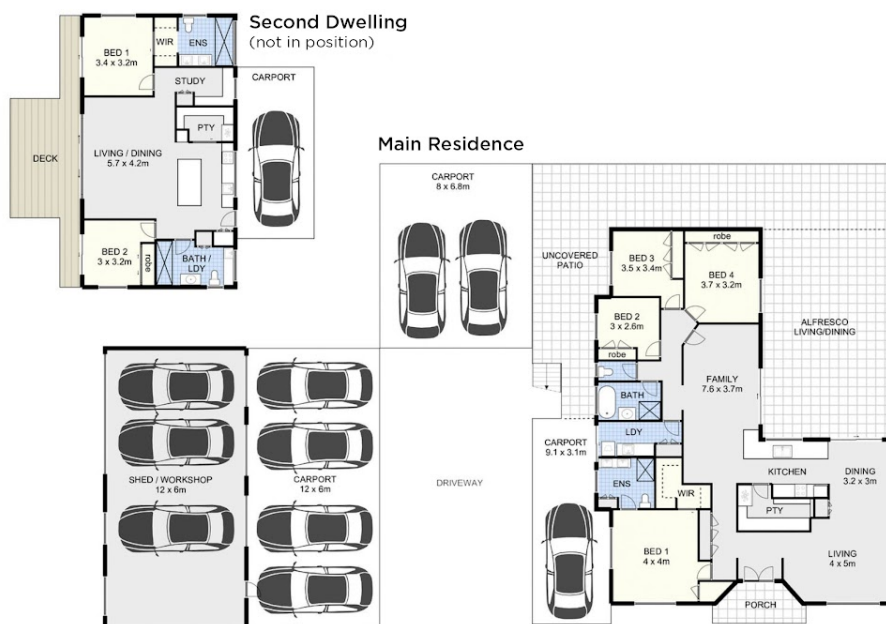 Second Dwelling
(not in position)
BED 1
3.4 x 3.2m
WIR
ENS
STUDY
CARPORT
PTY
DECK
LIVING / DINING
5.7 x 4.2m
BED 2
3 x 3.2m
robe
BATH /
LDY
Main Residence
CARPORT
8 x 6.8m
UNCOVERED
PATIO
BED 3
3.5 x 3.4m
robe
BED 4
3.7 x 3.2m
BED 2
3 x 2.6m
robe
ALFRESCO
LIVING/DINING
FAMILY
7.6 x 3.7m
BATH
LDY
CARPORT
9.1 x 3.1m
ENS
WIR
KITCHEN
DINING
3.2 x 3m
PTY
BED 1
4 x 4m
LIVING
4 x 5m
PORCH
SHED / WORKSHOP
12 x 6m
CARPORT
12 x 6m
DRIVEWAY